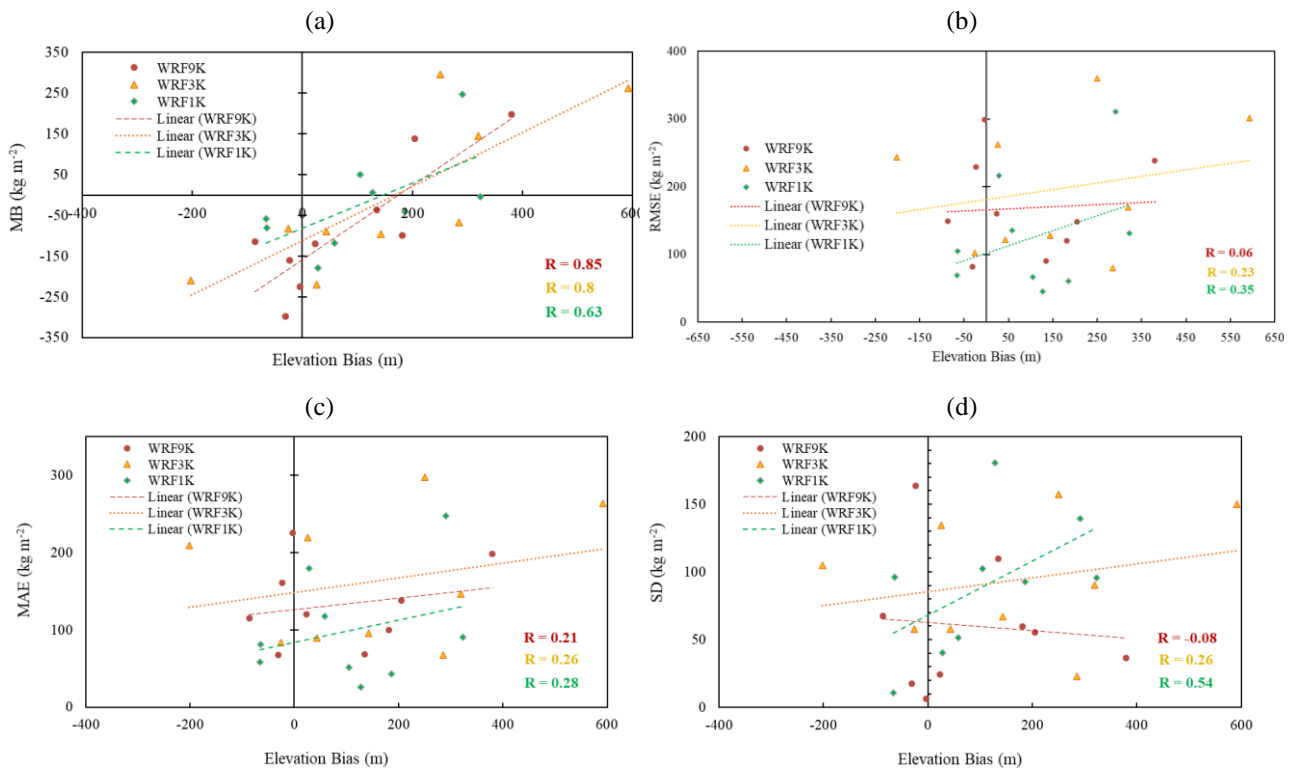 (a)
350
250
150
50
-50
-150
-250
-350
-400
-200
0
200
400
600
WRF9K
WRF3K
WRF1K
Linear (WRF9K)
Linear (WRF3K)
Linear (WRF1K)
R = 0.85
R = 0.8
R = 0.63
MB (kg m-2)
Elevation Bias (m)
(b)
400
300
200
100
0
-650 -550 -450 -350 -250 -150 -50 50 150 250 350 450 550 650
WRF9K
WRF3K
WRF1K
Linear (WRF9K)
Linear (WRF3K)
Linear (WRF1K)
R = 0.06
R = 0.23
R = 0.35
RMSE (kg m-2)
Elevation Bias (m)
(c)
300
200
100
0
-400 -200 0 200 400 600
WRF9K
WRF3K
WRF1K
Linear (WRF9K)
Linear (WRF3K)
Linear (WRF1K)
R = 0.21
R = 0.26
R = 0.28
MAE (kg m-2)
Elevation Bias (m)
(d)
200
150
100
50
0
-400 -200 0 200 400 600
WRF9K
WRF3K
WRF1K
Linear (WRF9K)
Linear (WRF3K)
Linear (WRF1K)
R = -0.08
R = 0.26
R = 0.54
SD (kg m-2)
Elevation Bias (m)